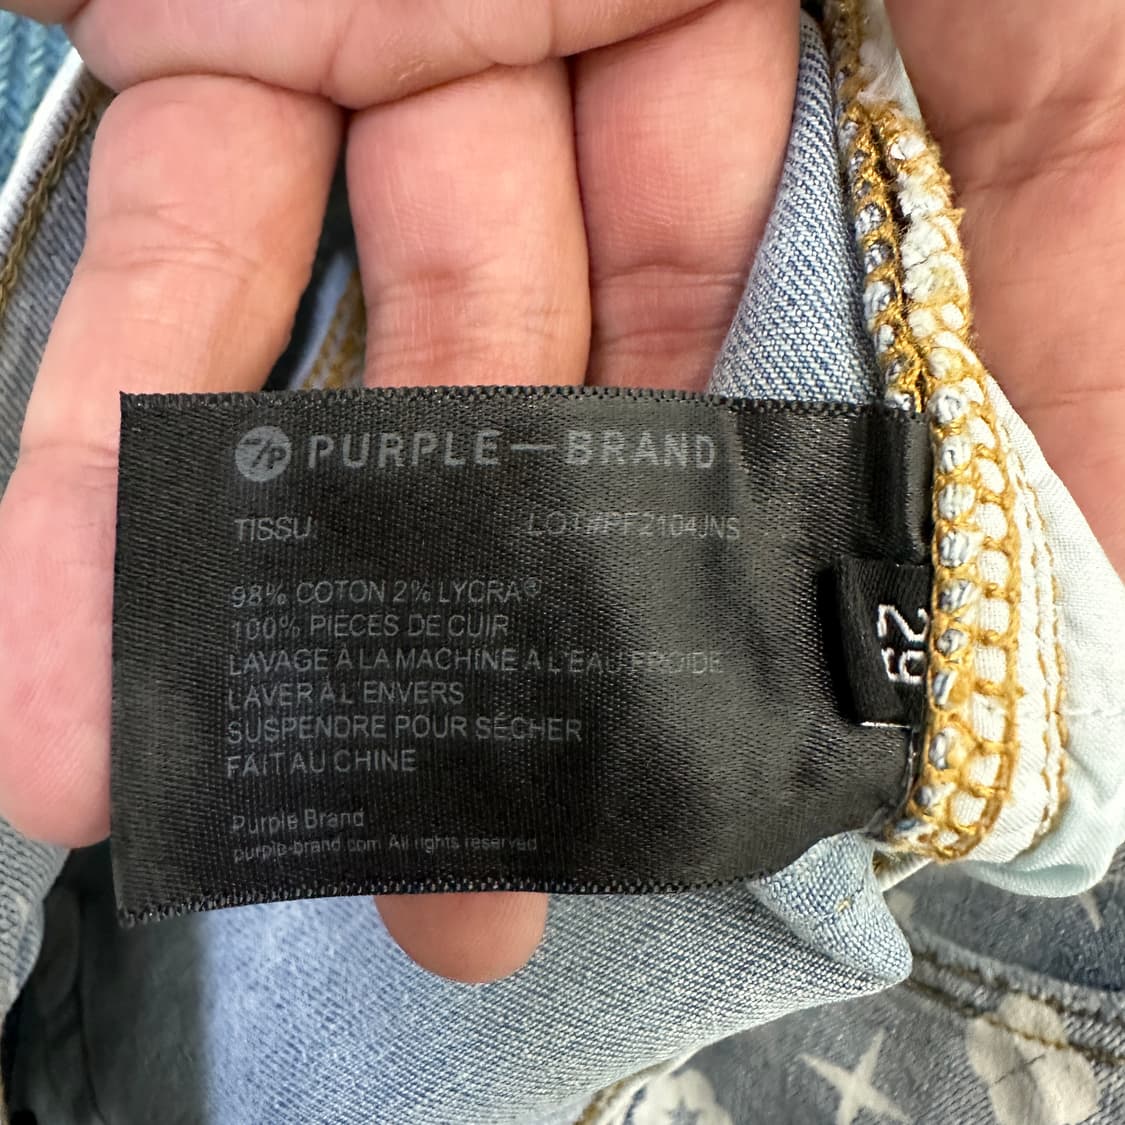 7P PURPLE—BRAND
TISSU LOT#PF2104JNS
98% COTON 2% LYCRA®
100% PIECES DE CUIR
LAVAGE À LA MACHINE A L'EAU FROIDE
LAVER À L'ENVERS
SUSPENDRE POUR SÉCHER
FAIT AU CHINE
Purple Brand
purple-brand.com All rights reserved
29